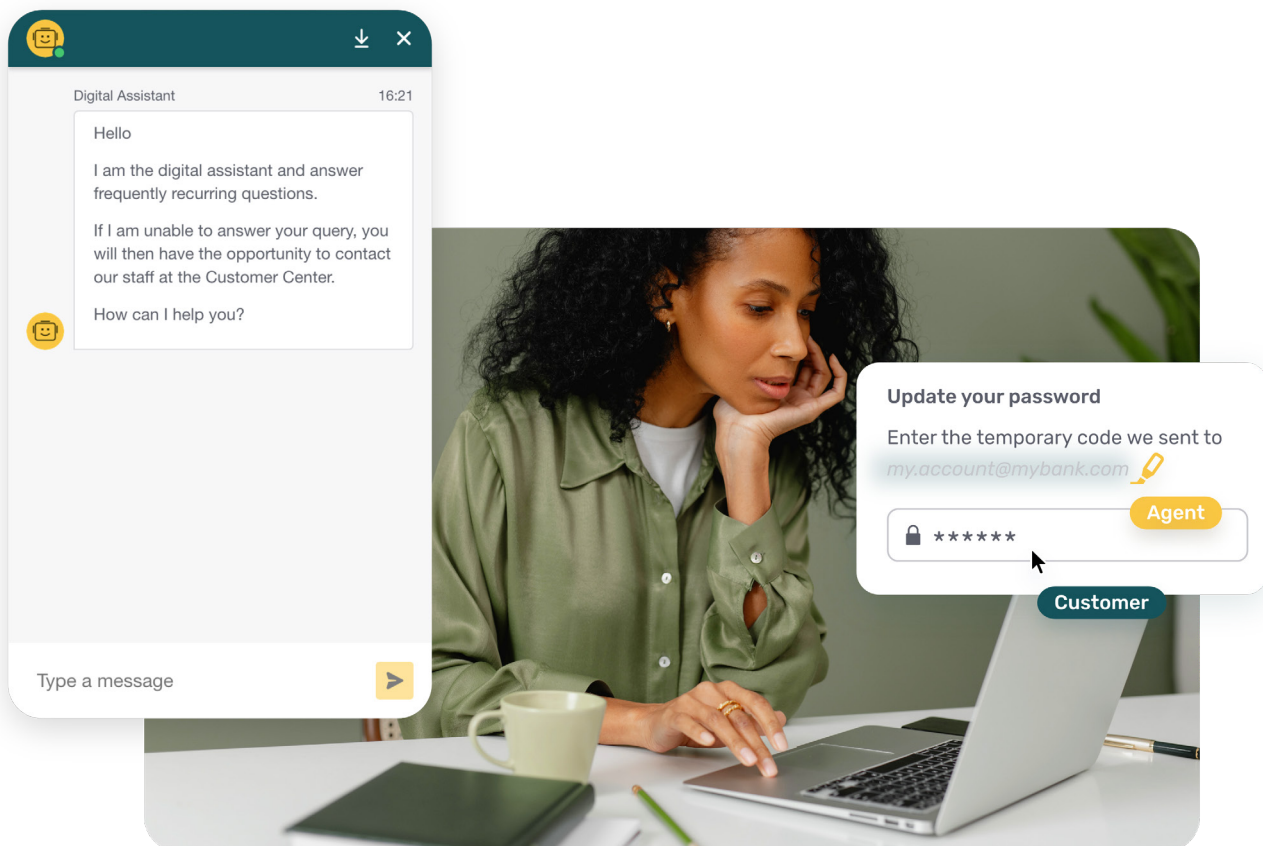 Digital Assistant 16:21
Hello
I am the digital assistant and answer
frequently recurring questions.
If I am unable to answer your query, you
will then have the opportunity to contact
our staff at the Customer Center.
How can I help you?
Type a message
Update your password
Enter the temporary code we sent to
my.account@mybank.com
Agent
******
Customer